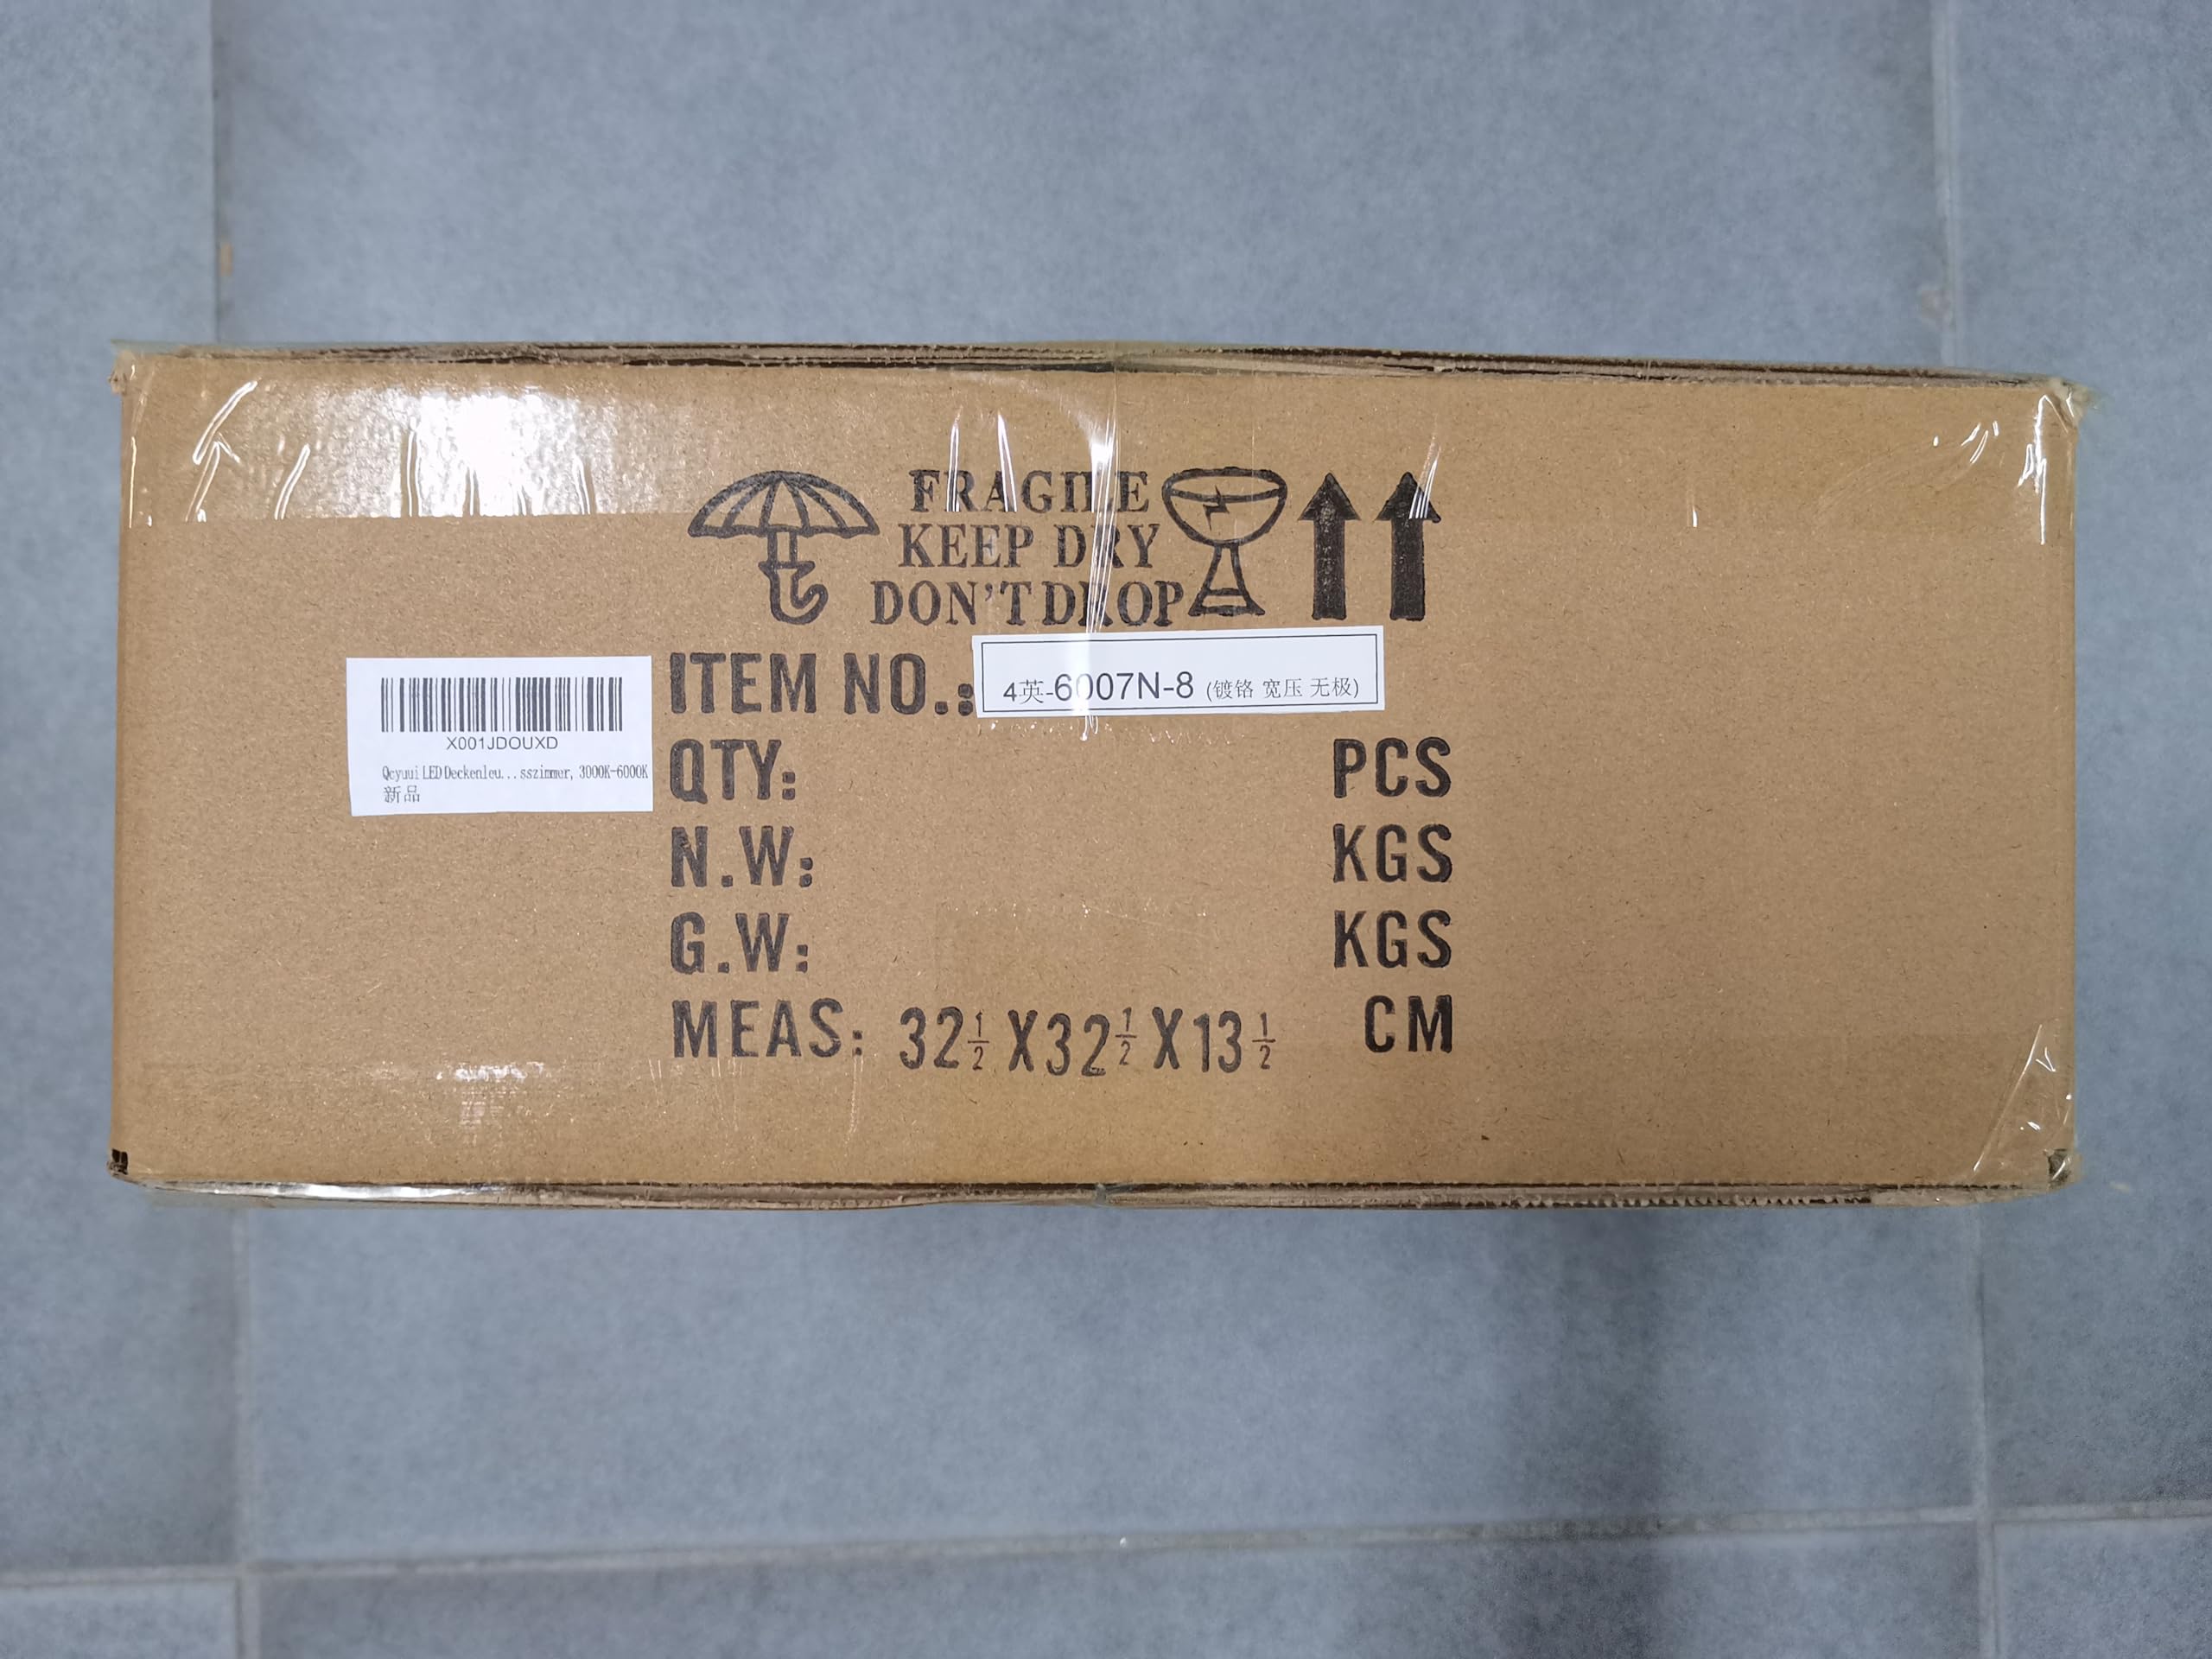 FRAGILE
KEEP DRY
DON'T DROP
ITEM NO.: 4英-6007N-8 (镀铬 宽压 无极)
X001JDOUXD
Qcyuui LED Deckenleu...sszimmer, 3000K-6000K
新品
QTY: PCS
N.W: KGS
G.W: KGS
MEAS: 32½ X32½ X13½ CM